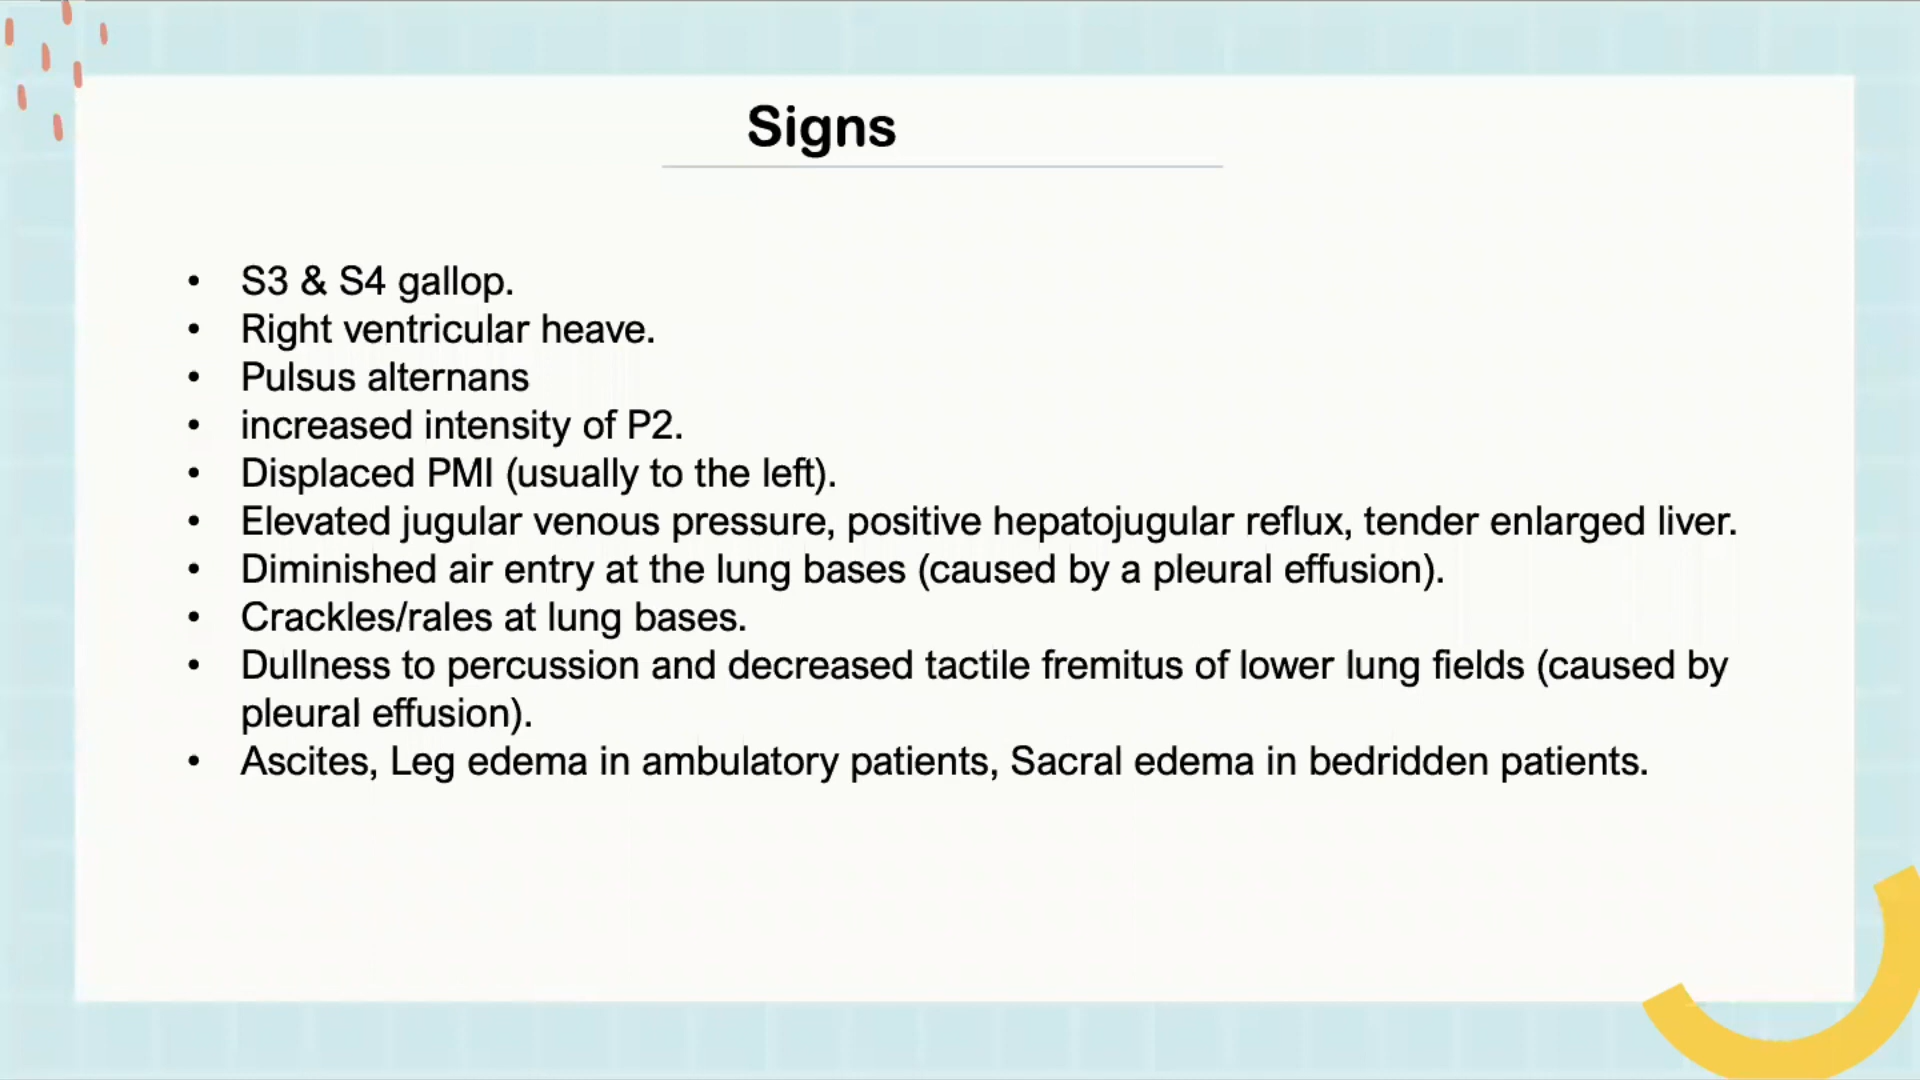 Signs
• S3 & S4 gallop.
• Right ventricular heave.
• Pulsus alternans
• increased intensity of P2.
• Displaced PMI (usually to the left).
• Elevated jugular venous pressure, positive hepatojugular reflux, tender enlarged liver.
• Diminished air entry at the lung bases (caused by a pleural effusion).
• Crackles/rales at lung bases.
• Dullness to percussion and decreased tactile fremitus of lower lung fields (caused by
pleural effusion).
• Ascites, Leg edema in ambulatory patients, Sacral edema in bedridden patients.